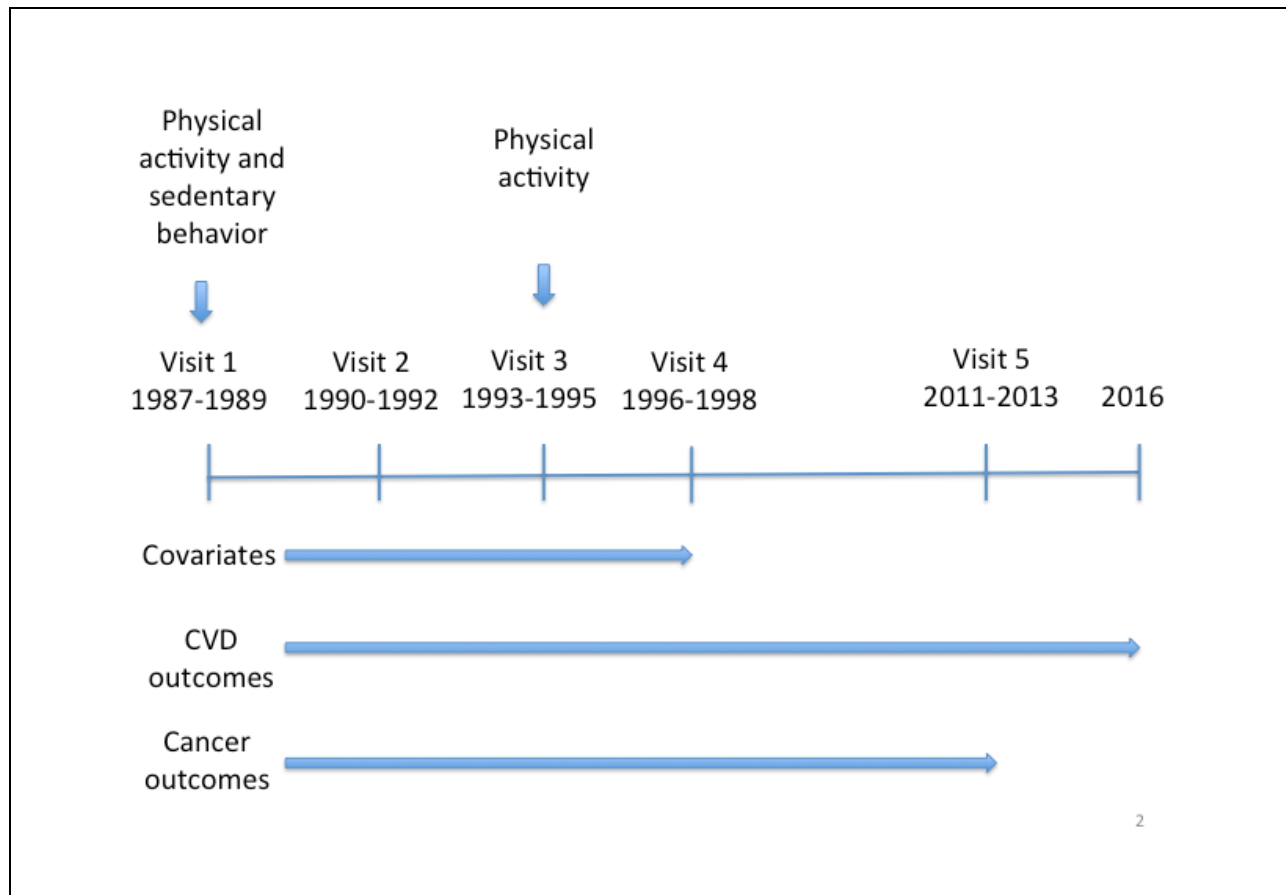 Physical
activity and
sedentary
behavior
Physical
activity
Visit 1
1987-1989
Visit 2
1990-1992
Visit 3
1993-1995
Visit 4
1996-1998
Visit 5
2011-2013
2016
Covariates
CVD
outcomes
Cancer
outcomes
2